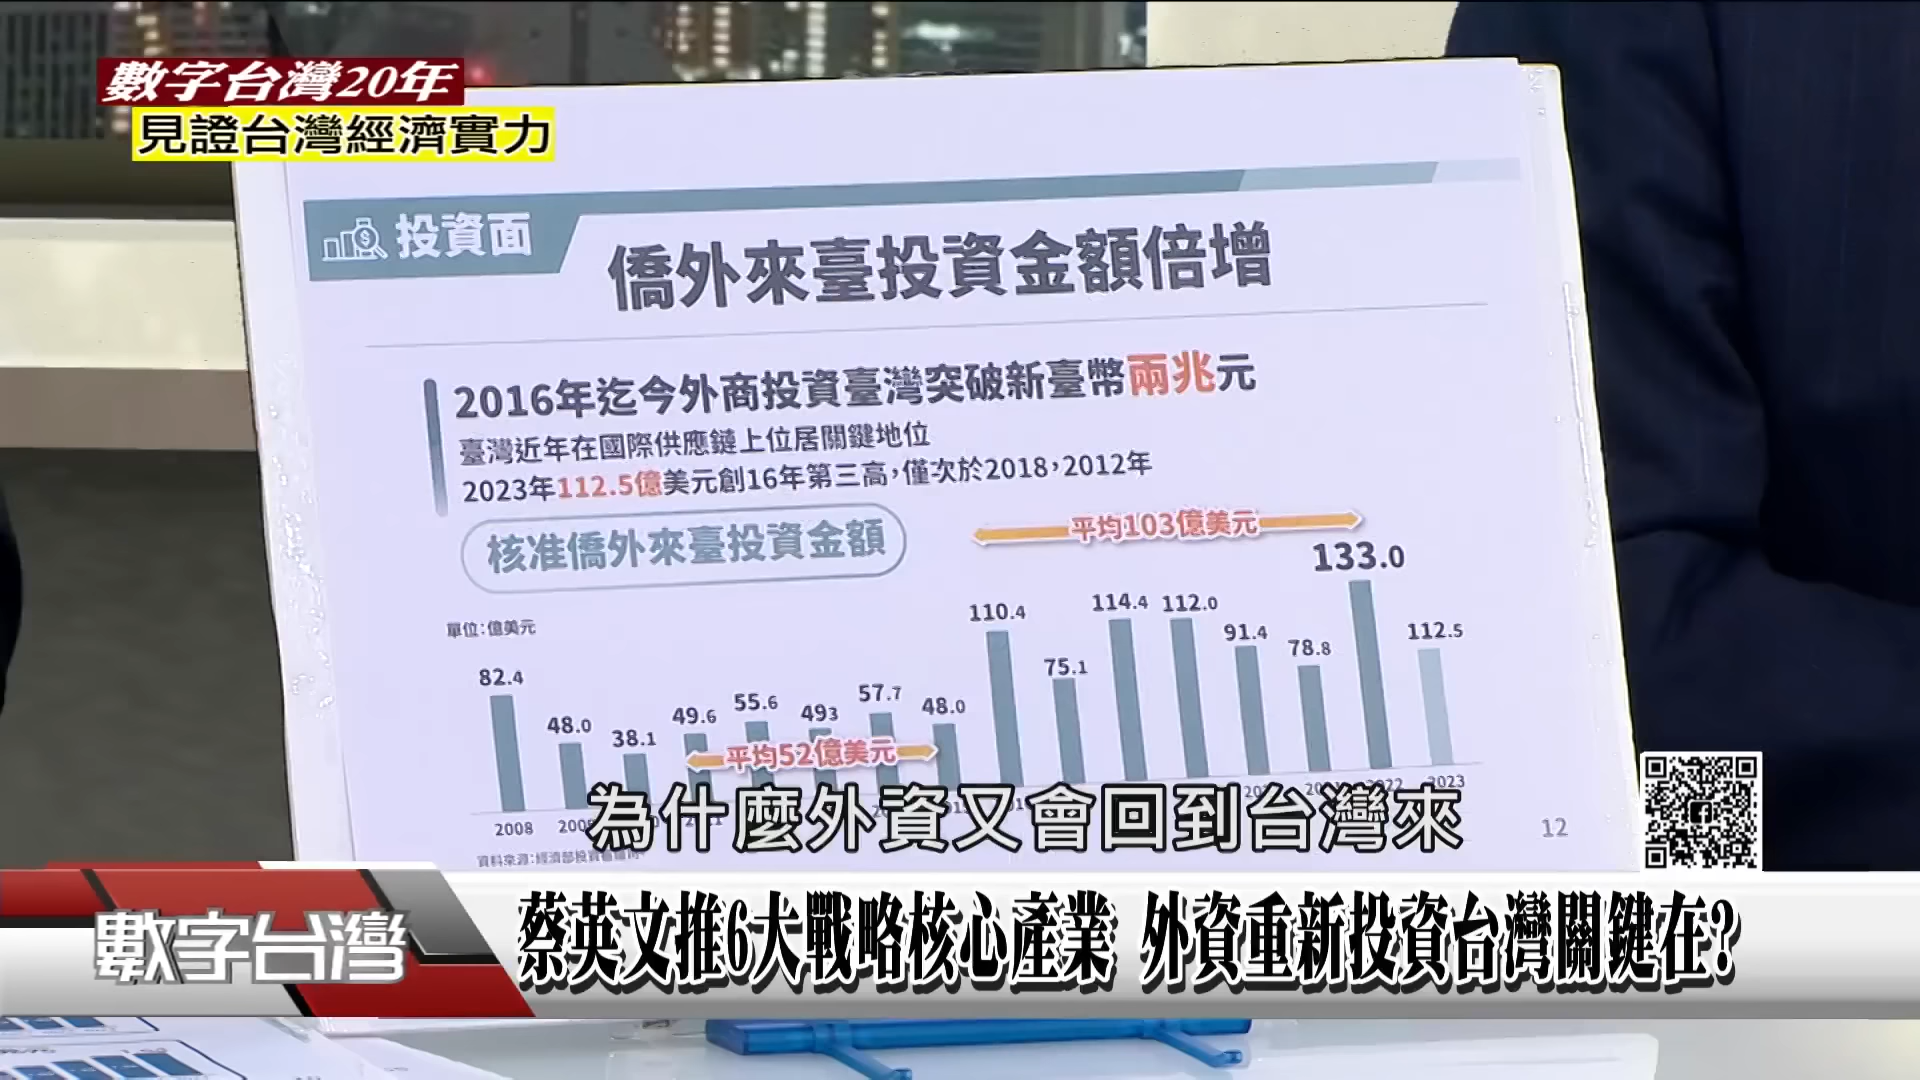 數字台灣20年
見證台灣經濟實力
投資面
僑外來臺投資金額倍增
2016年迄今外商投資臺灣突破新臺幣兩兆元
臺灣近年在國際供應鏈上位居關鍵地位
2023年112.5億美元創16年第三高，僅次於2018，2012年
核准僑外來臺投資金額
平均103億美元
單位：億美元
82.4
48.0
38.1
49.6
55.6
493
57.7
48.0
110.4
75.1
114.4
112.0
91.4
78.8
133.0
112.5
平均52億美元
2008
2022
2023
資料來源：經濟部投資
12
為什麼外資又會回到台灣來
數字台灣
蔡英文推6大戰略核心產業 外資重新投資台灣關鍵在?